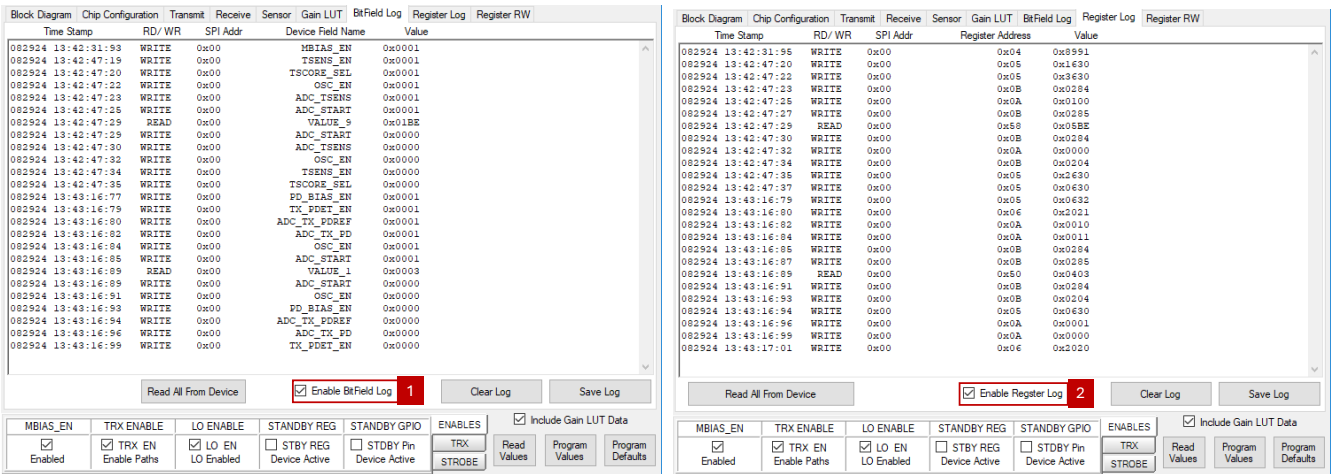 Block Diagram Chip Configuration Transmit Receive Sensor Gain LUT BitField Log Register Log Register RW
Time Stamp RD/ WR SPI Addr Device Field Name Value
082924 13:42:31:93 WRITE 0x00 MBIAS_EN 0x0001
082924 13:42:47:19 WRITE 0x00 TSENS_EN 0x0001
082924 13:42:47:20 WRITE 0x00 TSCORE_SEL 0x0001
082924 13:42:47:22 WRITE 0x00 OSC_EN 0x0001
082924 13:42:47:23 WRITE 0x00 ADC_TSENS 0x0001
082924 13:42:47:25 WRITE 0x00 ADC_START 0x0001
082924 13:42:47:29 READ 0x00 VALUE_9 0x01BE
082924 13:42:47:29 WRITE 0x00 ADC_START 0x0000
082924 13:42:47:30 WRITE 0x00 ADC_TSENS 0x0000
082924 13:42:47:32 WRITE 0x00 OSC_EN 0x0000
082924 13:42:47:34 WRITE 0x00 TSENS_EN 0x0000
082924 13:42:47:35 WRITE 0x00 TSCORE_SEL 0x0000
082924 13:43:16:77 WRITE 0x00 PD_BIAS_EN 0x0001
082924 13:43:16:79 WRITE 0x00 TX_PDET_EN 0x0001
082924 13:43:16:80 WRITE 0x00 ADC_TX_PDREF 0x0001
082924 13:43:16:82 WRITE 0x00 ADC_TX_PD 0x0001
082924 13:43:16:84 WRITE 0x00 OSC_EN 0x0001
082924 13:43:16:85 WRITE 0x00 ADC_START 0x0001
082924 13:43:16:89 READ 0x00 VALUE_1 0x0003
082924 13:43:16:89 WRITE 0x00 ADC_START 0x0000
082924 13:43:16:91 WRITE 0x00 OSC_EN 0x0000
082924 13:43:16:93 WRITE 0x00 PD_BIAS_EN 0x0000
082924 13:43:16:94 WRITE 0x00 ADC_TX_PDREF 0x0000
082924 13:43:16:96 WRITE 0x00 ADC_TX_PD 0x0000
082924 13:43:16:99 WRITE 0x00 TX_PDET_EN 0x0000
Read All From Device Enable BitField Log 1 Clear Log Save Log
MBIAS_EN TRX ENABLE LO ENABLE STANDBY REG STANDBY GPIO ENABLES Include Gain LUT Data
TRX EN LO EN STBY REG STDBY Pin TRX Read Values Program Values Program Defaults
Enabled Enable Paths LO Enabled Device Active Device Active STROBE
Block Diagram Chip Configuration Transmit Receive Sensor Gain LUT BitField Log Register Log Register RW
Time Stamp RD/ WR SPI Addr Register Address Value
082924 13:42:31:95 WRITE 0x00 0x04 0x8991
082924 13:42:47:20 WRITE 0x00 0x05 0x1630
082924 13:42:47:22 WRITE 0x00 0x05 0x3630
082924 13:42:47:23 WRITE 0x00 0x0B 0x0284
082924 13:42:47:25 WRITE 0x00 0x0A 0x0100
082924 13:42:47:27 WRITE 0x00 0x0B 0x0285
082924 13:42:47:29 READ 0x00 0x58 0x05BE
082924 13:42:47:30 WRITE 0x00 0x0B 0x0284
082924 13:42:47:32 WRITE 0x00 0x0A 0x0000
082924 13:42:47:34 WRITE 0x00 0x0B 0x0204
082924 13:42:47:35 WRITE 0x00 0x05 0x2630
082924 13:42:47:37 WRITE 0x00 0x05 0x0630
082924 13:43:16:79 WRITE 0x00 0x05 0x0632
082924 13:43:16:80 WRITE 0x00 0x06 0x2021
082924 13:43:16:82 WRITE 0x00 0x0A 0x0010
082924 13:43:16:84 WRITE 0x00 0x0A 0x0011
082924 13:43:16:85 WRITE 0x00 0x0B 0x0284
082924 13:43:16:87 WRITE 0x00 0x0B 0x0285
082924 13:43:16:89 READ 0x00 0x50 0x0403
082924 13:43:16:91 WRITE 0x00 0x0B 0x0284
082924 13:43:16:93 WRITE 0x00 0x0B 0x0204
082924 13:43:16:94 WRITE 0x00 0x05 0x0630
082924 13:43:16:96 WRITE 0x00 0x0A 0x0001
082924 13:43:16:99 WRITE 0x00 0x0A 0x0000
082924 13:43:17:01 WRITE 0x00 0x06 0x2020
Read All From Device Enable Regster Log 2 Clear Log Save Log
MBIAS_EN TRX ENABLE LO ENABLE STANDBY REG STANDBY GPIO ENABLES Include Gain LUT Data
TRX EN LO EN STBY REG STDBY Pin TRX Read Values Program Values Program Defaults
Enabled Enable Paths LO Enabled Device Active Device Active STROBE